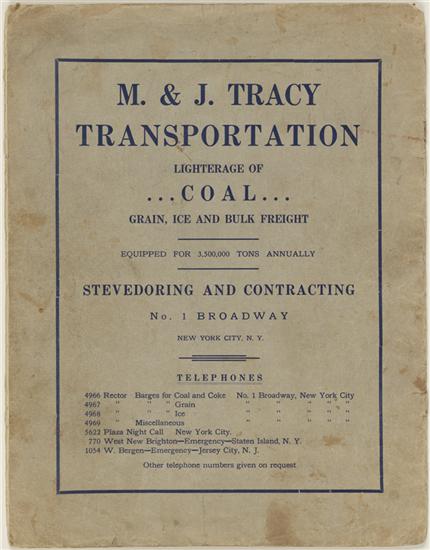 M. & J. TRACY
TRANSPORTATION
LIGHTERAGE OF
...COAL...
GRAIN, ICE AND BULK FREIGHT
EQUIPPED FOR 3,500,000 TONS ANNUALLY
STEVEDORING AND CONTRACTING
No. 1 BROADWAY
NEW YORK CITY, N. Y.
TELEPHONES
4966 Rector Barges for Coal and Coke No. 1 Broadway, New York City
4967 " " " Grain " " " " "
4968 " " " Ice " " " " "
4969 " Miscellaneous " " " " "
5622 Plaza Night Call New York City.
770 West New Brighton—Emergency—Staten Island, N. Y.
1054 W. Bergen—Emergency—Jersey City, N. J.
Other telephone numbers given on request